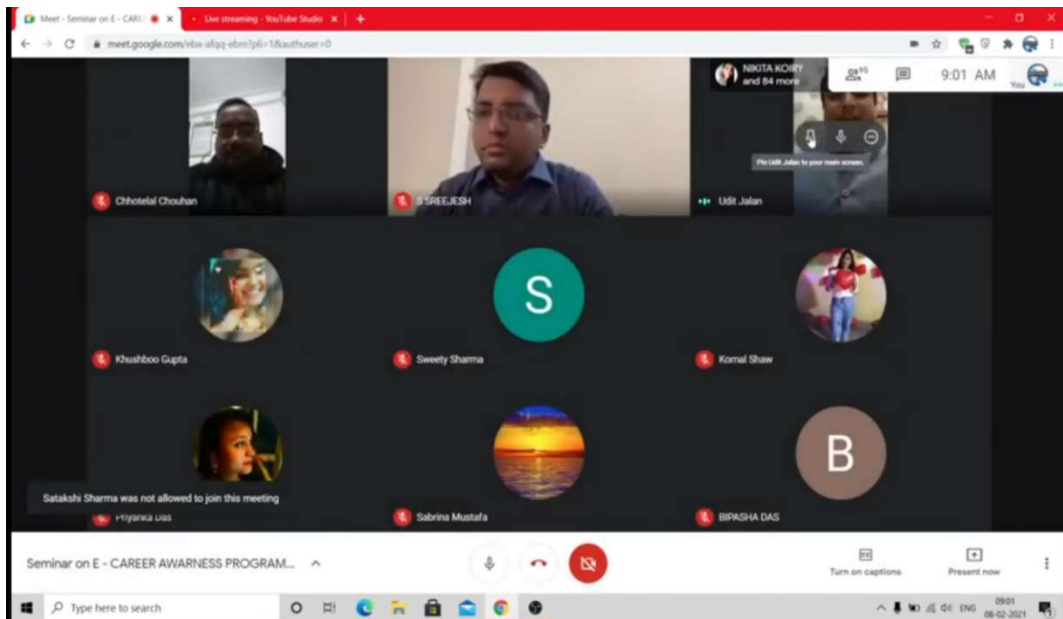 Meet - Seminar on E - CARE
Live streaming - YouTube Studio
meet.google.com/eba-afqq-ebm?pli=1&authuser=0
NIKITA KOIRY
and 84 more
95
9:01 AM
You
Pin Udit Jalan to your main screen.
Chhotelal Chouhan
S SREEJESH
Udit Jalan
S
Khushboo Gupta
Sweety Sharma
Komal Shaw
B
Satakshi Sharma was not allowed to join this meeting
Priyanka Das
Sabrina Mustafa
BIPASHA DAS
Seminar on E - CAREER AWARNESS PROGRAM...
Turn on captions
Present now
Type here to search
ENG
09:01
08-02-2021